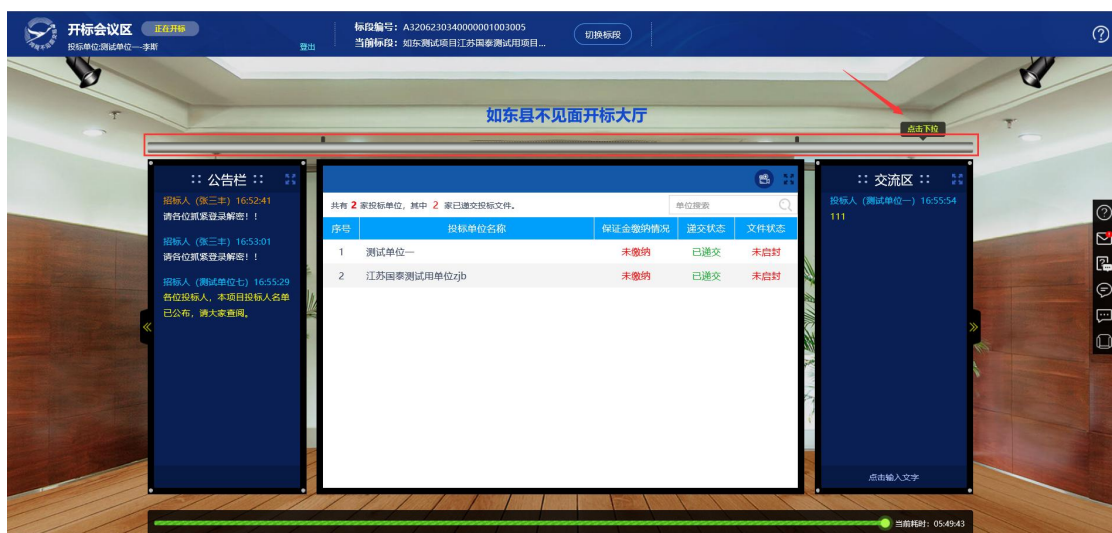 开标会议区 正在开标
投标单位:测试单位一-李斯 登出
标段编号：A3206230340000001003005
当前标段：如东测试项目江苏国泰测试用项目...
切换标段
如东县不见面开标大厅
点击下拉
:: 公告栏 ::
招标人（张三丰）16:52:41
请各位抓紧登录解密！！
招标人（张三丰）16:53:01
请各位抓紧登录解密！！
招标人（测试单位七）16:55:29
各位投标人，本项目投标人名单
已公布，请大家查阅。
共有 2 家投标单位，其中 2 家已递交投标文件。 单位搜索
序号 投标单位名称 保证金缴纳情况 递交状态 文件状态
1 测试单位一 未缴纳 已递交 未启封
2 江苏国泰测试用单位zjb 未缴纳 已递交 未启封
:: 交流区 ::
投标人（测试单位一）16:55:54
111
点击输入文字
当前耗时：05:49:43